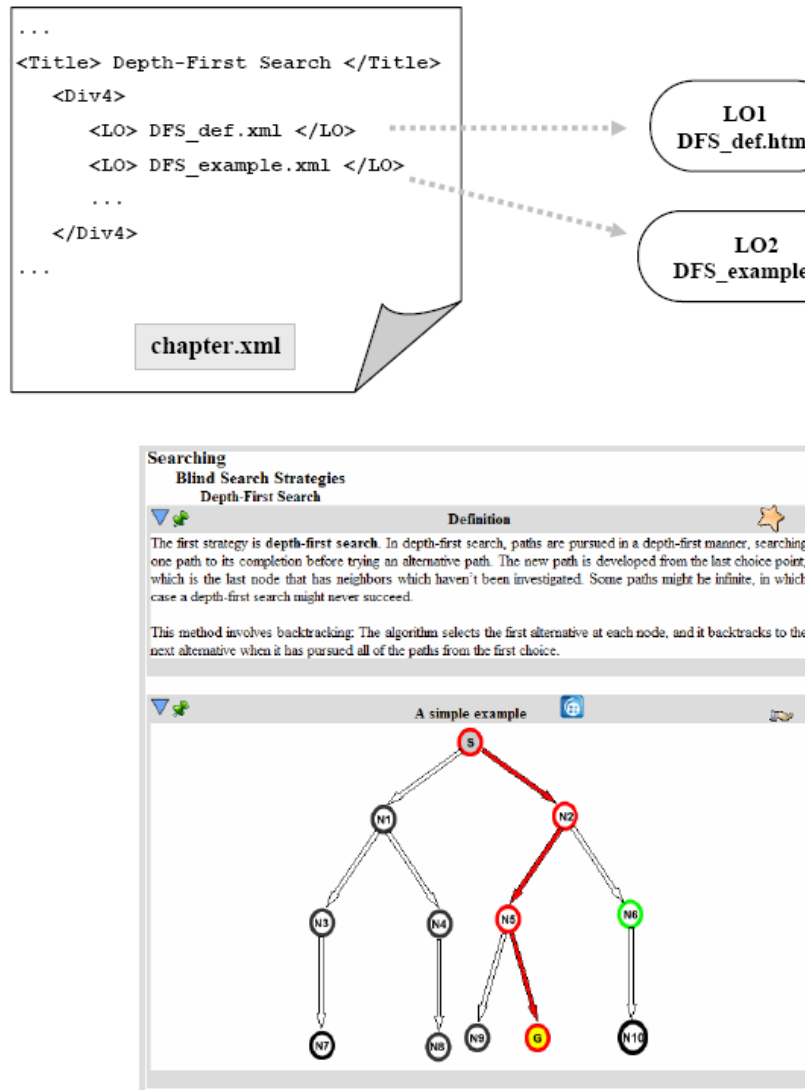 ...
<Title> Depth-First Search </Title>
<Div4>
<LO> DFS_def.xml </LO>
<LO> DFS_example.xml </LO>
...
</Div4>
...
chapter.xml
LO1
DFS_def.htm
LO2
DFS_example
Searching
Blind Search Strategies
Depth-First Search
Definition
The first strategy is depth-first search. In depth-first search, paths are pursued in a depth-first manner, searching
one path to its completion before trying an alternative path. The new path is developed from the last choice point,
which is the last node that has neighbors which haven't been investigated. Some paths might be infinite, in which
case a depth-first search might never succeed.
This method involves backtracking: The algorithm selects the first alternative at each node, and it backtracks to the
next alternative when it has pursued all of the paths from the first choice.
A simple example
S
N1
N2
N3
N4
N5
N6
N7
N8
N9
G
N10